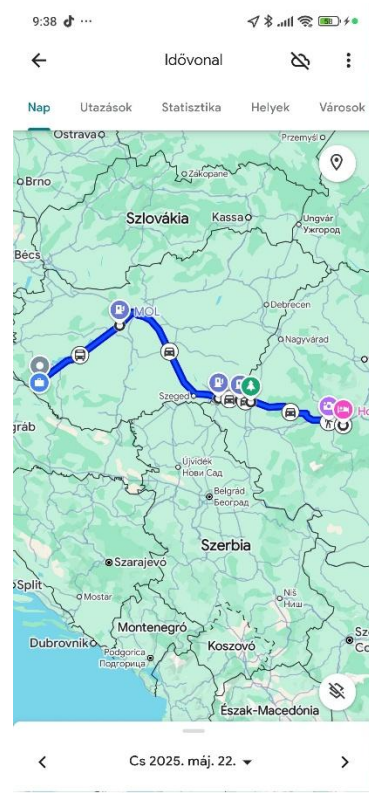 9:38
Idővonal
Nap Utazások Statisztika Helyek Városok
Ostrava
Przemyśl
Brno
Zakopane
Szlovákia
Kassa
Ungvár
Ужгород
Bécs
MOL
Debrecen
Nagyvárad
Szeged
Ho
gráb
Újvidék
Нови Сад
Belgrád
Београд
Szerbia
Szarajevó
Split
Mostar
Niš
Ниш
Montenegró
Dubrovnik
Podgorica
Подгорица
Koszovó
Észak-Macedónia
Cs 2025. máj. 22.